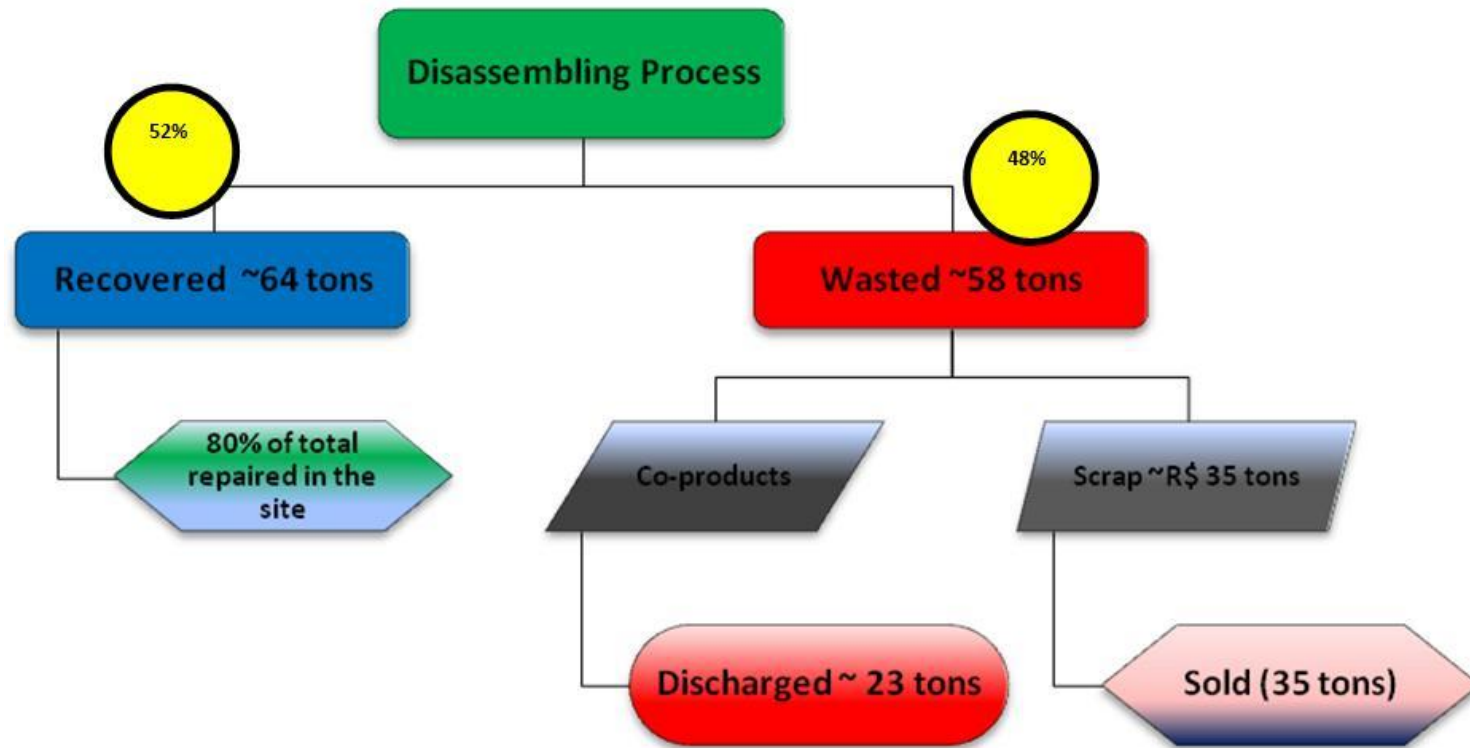 Disassembling Process
52%
48%
Recovered ~64 tons
Wasted ~58 tons
80% of total
repaired in the
site
Co-products
Scrap ~R$ 35 tons
Discharged ~ 23 tons
Sold (35 tons)